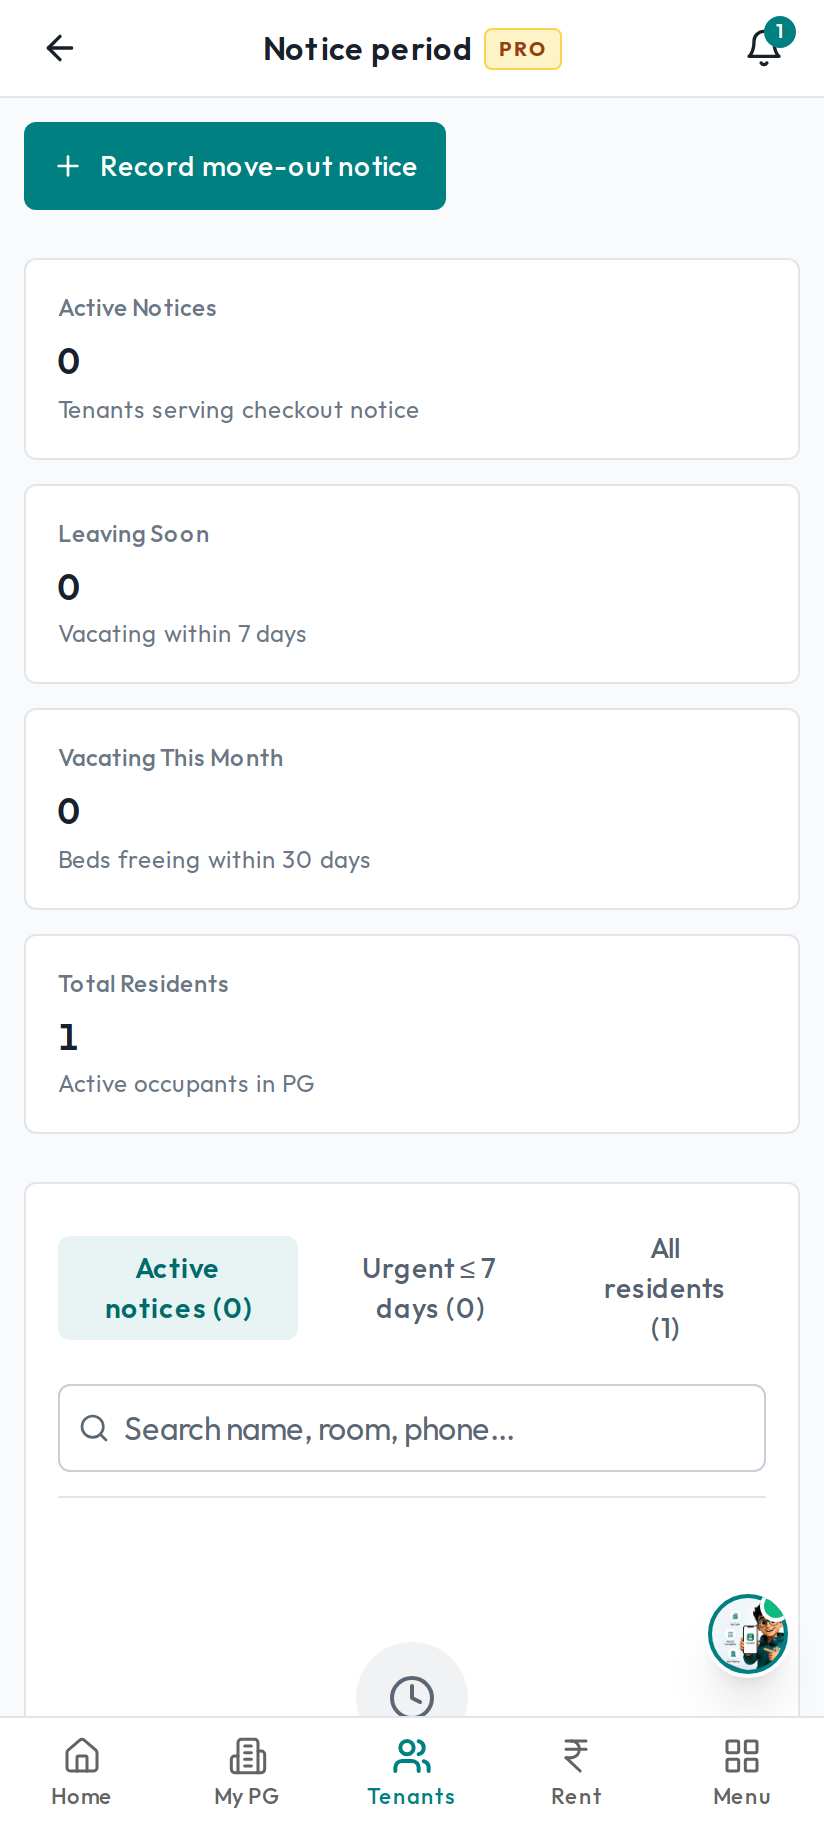 Notice period PRO
1
+ Record move-out notice
Active Notices
0
Tenants serving checkout notice
Leaving Soon
0
Vacating within 7 days
Vacating This Month
0
Beds freeing within 30 days
Total Residents
1
Active occupants in PG
Active
notices (0)
Urgent ≤ 7
days (0)
All
residents
(1)
Search name, room, phone...
Home
My PG
Tenants
Rent
Menu